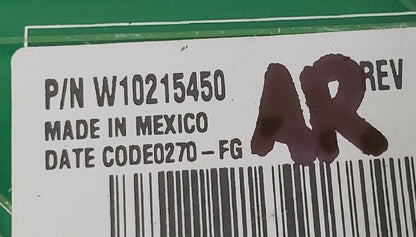 P/N W10215450 AR REV
MADE IN MEXICO
DATE CODE0270-FG